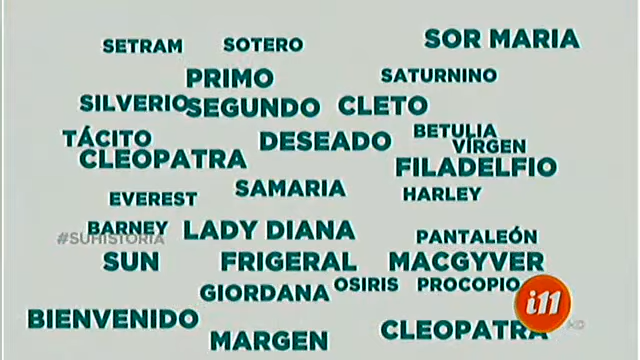 SETRAM
SOTERO
SOR MARIA
PRIMO
SATURNINO
SILVERIO
SEGUNDO
CLETO
TÁCITO
DESEADO
BETULIA
VIRGEN
CLEOPATRA
FILADELFIO
SAMARIA
EVEREST
HARLEY
BARNEY
LADY DIANA
#SUHISTORIA
PANTALEÓN
SUN
FRIGERAL
MACGYVER
GIORDANA
OSIRIS
PROCOPIO
i11
HD
BIENVENIDO
MARGEN
CLEOPATRA